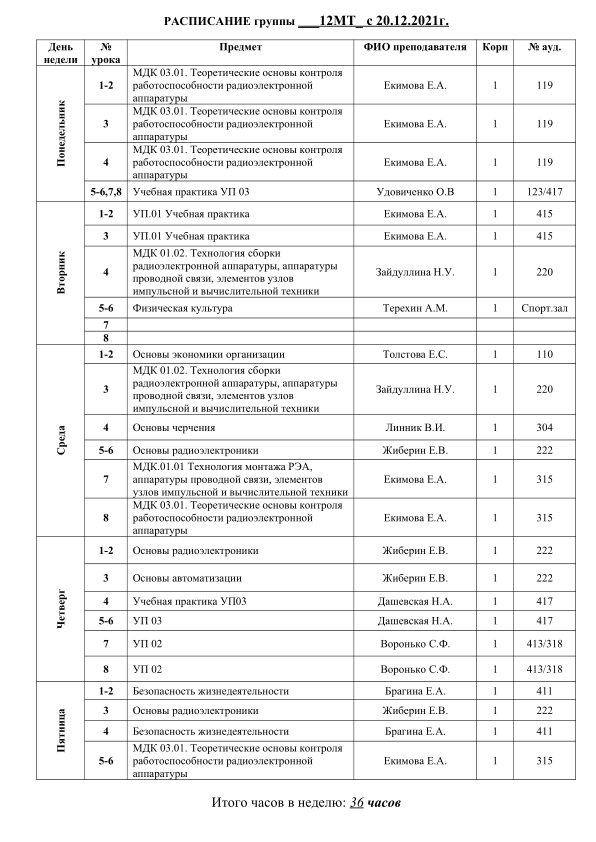 РАСПИСАНИЕ группы ___12МТ_ с 20.12.2021г.
День недели № урока Предмет ФИО преподавателя Корп № ауд.
Понедельник
1-2 МДК 03.01. Теоретические основы контроля
работоспособности радиоэлектронной
аппаратуры Екимова Е.А. 1 119
3 МДК 03.01. Теоретические основы контроля
работоспособности радиоэлектронной
аппаратуры Екимова Е.А. 1 119
4 МДК 03.01. Теоретические основы контроля
работоспособности радиоэлектронной
аппаратуры Екимова Е.А. 1 119
5-6,7,8 Учебная практика УП 03 Удовиченко О.В 1 123/417
Вторник
1-2 УП.01 Учебная практика Екимова Е.А. 1 415
3 УП.01 Учебная практика Екимова Е.А. 1 415
4 МДК 01.02. Технология сборки
радиоэлектронной аппаратуры, аппаратуры
проводной связи, элементов узлов
импульсной и вычислительной техники Зайдуллина Н.У. 1 220
5-6 Физическая культура Терехин А.М. 1 Спорт.зал
7
8
Среда
1-2 Основы экономики организации Толстова Е.С. 1 110
3 МДК 01.02. Технология сборки
радиоэлектронной аппаратуры, аппаратуры
проводной связи, элементов узлов
импульсной и вычислительной техники Зайдуллина Н.У. 1 220
4 Основы черчения Линник В.И. 1 304
5-6 Основы радиоэлектроники Жиберин Е.В. 1 222
7 МДК.01.01 Технология монтажа РЭА,
аппаратуры проводной связи, элементов
узлов импульсной и вычислительной техники Екимова Е.А. 1 315
8 МДК 03.01. Теоретические основы контроля
работоспособности радиоэлектронной
аппаратуры Екимова Е.А. 1 315
Четверг
1-2 Основы радиоэлектроники Жиберин Е.В. 1 222
3 Основы автоматизации Жиберин Е.В. 1 222
4 Учебная практика УП03 Дашевская Н.А. 1 417
5-6 УП 03 Дашевская Н.А. 1 417
7 УП 02 Воронько С.Ф. 1 413/318
8 УП 02 Воронько С.Ф. 1 413/318
Пятница
1-2 Безопасность жизнедеятельности Брагина Е.А. 1 411
3 Основы радиоэлектроники Жиберин Е.В. 1 222
4 Безопасность жизнедеятельности Брагина Е.А. 1 411
5-6 МДК 03.01. Теоретические основы контроля
работоспособности радиоэлектронной
аппаратуры Екимова Е.А. 1 315
Итого часов в неделю: 36 часов